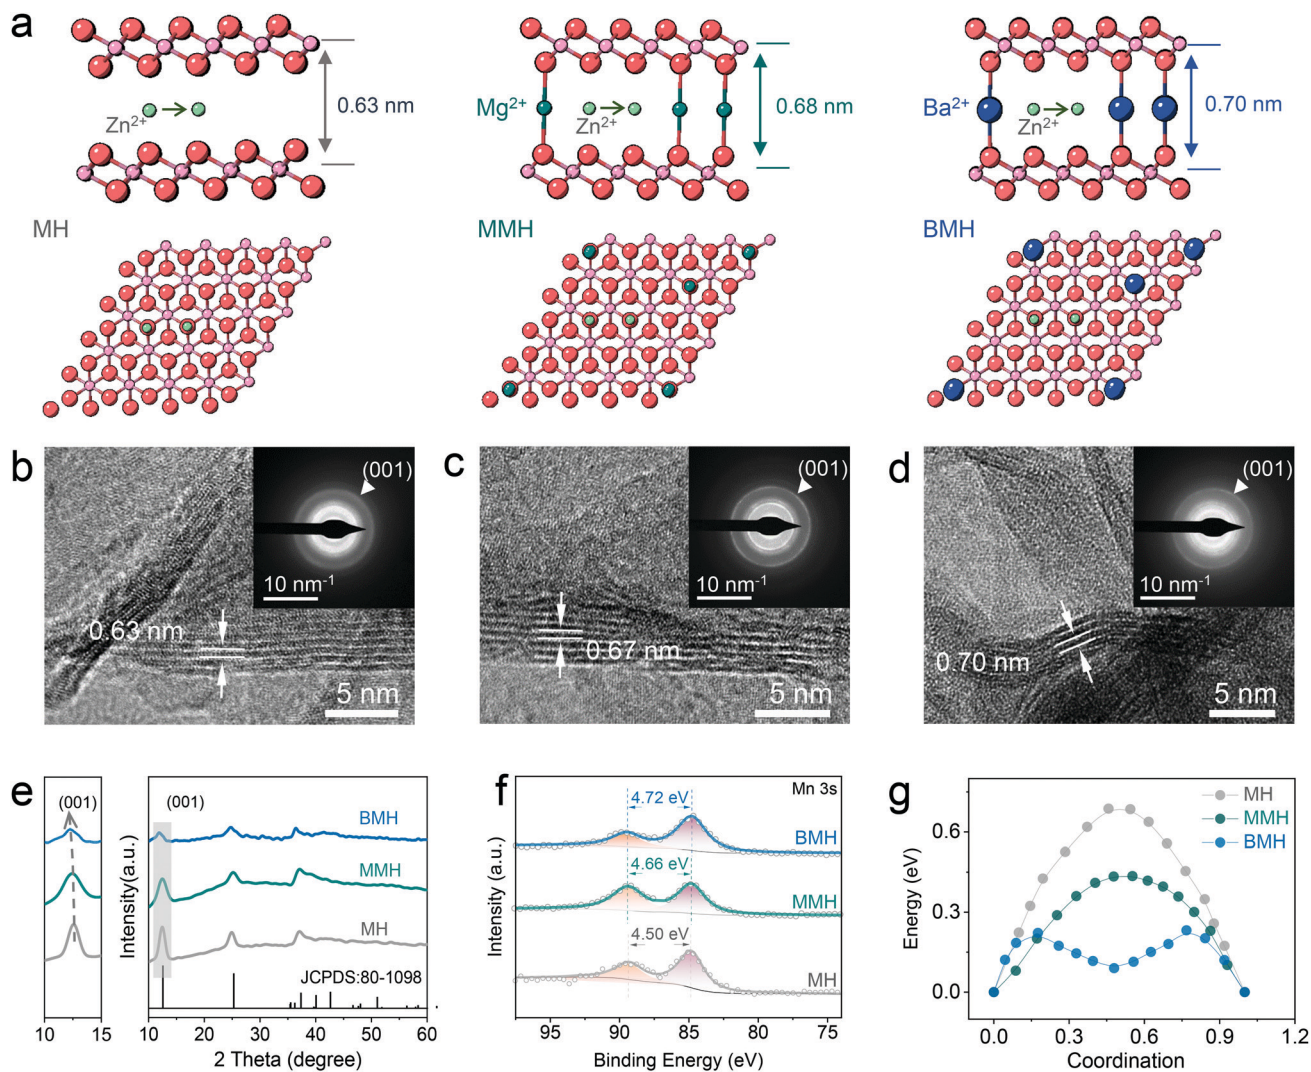 a
0.63 nm
Zn²⁺
MH
Mg²⁺
Zn²⁺
0.68 nm
MMH
Ba²⁺
Zn²⁺
0.70 nm
BMH
b
(001)
10 nm⁻¹
0.63 nm
5 nm
c
(001)
10 nm⁻¹
0.67 nm
5 nm
d
(001)
10 nm⁻¹
0.70 nm
5 nm
e
(001)
10 15
Intensity(a.u.)
(001)
BMH
MMH
MH
JCPDS:80-1098
10 20 30 40 50 60
2 Theta (degree)
f
Mn 3s
4.72 eV
BMH
4.66 eV
MMH
4.50 eV
MH
Intensity (a.u.)
95 90 85 80 75
Binding Energy (eV)
g
MH
MMH
BMH
Energy (eV)
0.6
0.3
0.0
0.0 0.3 0.6 0.9 1.2
Coordination